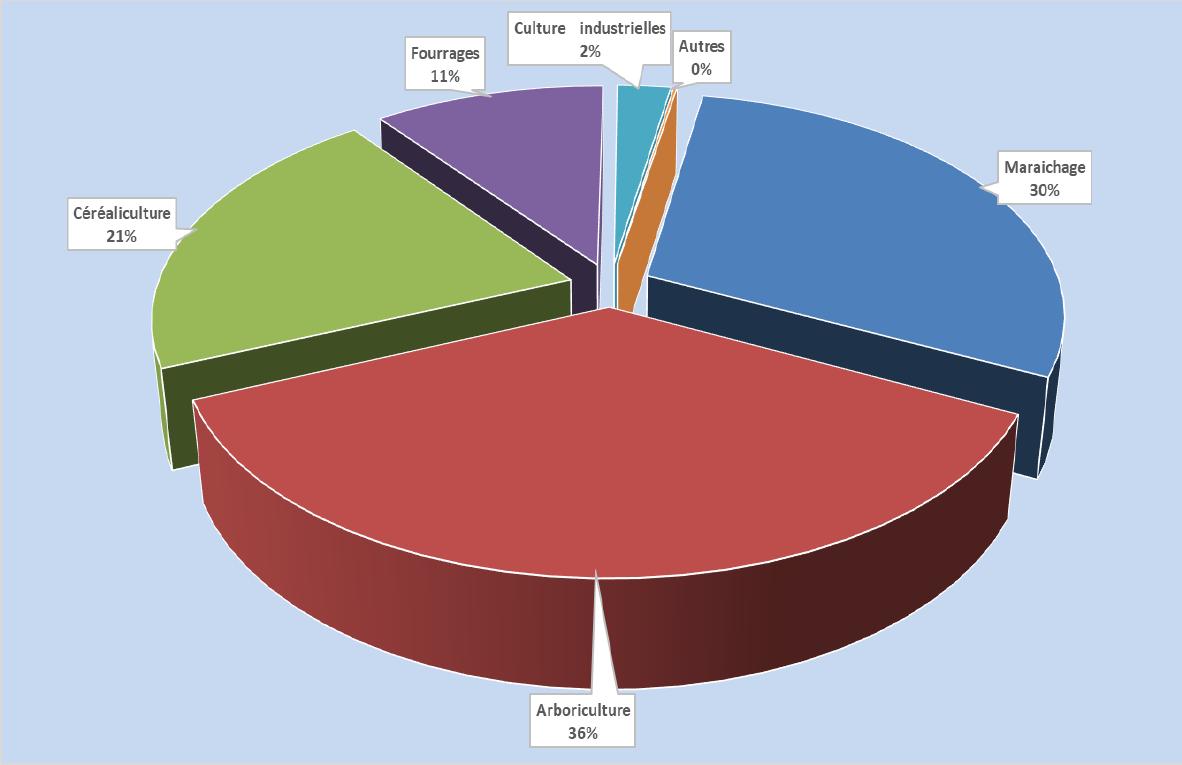 Culture industrielles
2%
Autres
0%
Fourrages
11%
Maraichage
30%
Céréaliculture
21%
Arboriculture
36%